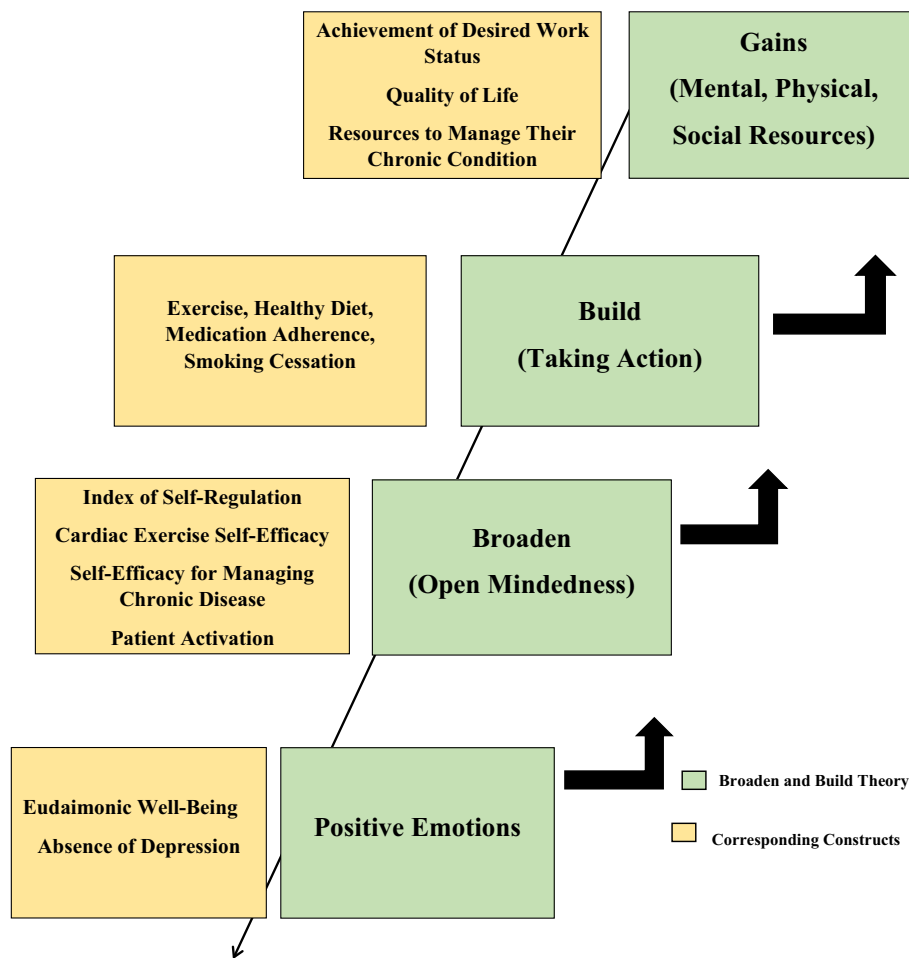 Achievement of Desired Work
Status
Quality of Life
Resources to Manage Their
Chronic Condition
Gains
(Mental, Physical,
Social Resources)
Exercise, Healthy Diet,
Medication Adherence,
Smoking Cessation
Build
(Taking Action)
Index of Self-Regulation
Cardiac Exercise Self-Efficacy
Self-Efficacy for Managing
Chronic Disease
Patient Activation
Broaden
(Open Mindedness)
Eudaimonic Well-Being
Absence of Depression
Positive Emotions
Broaden and Build Theory
Corresponding Constructs